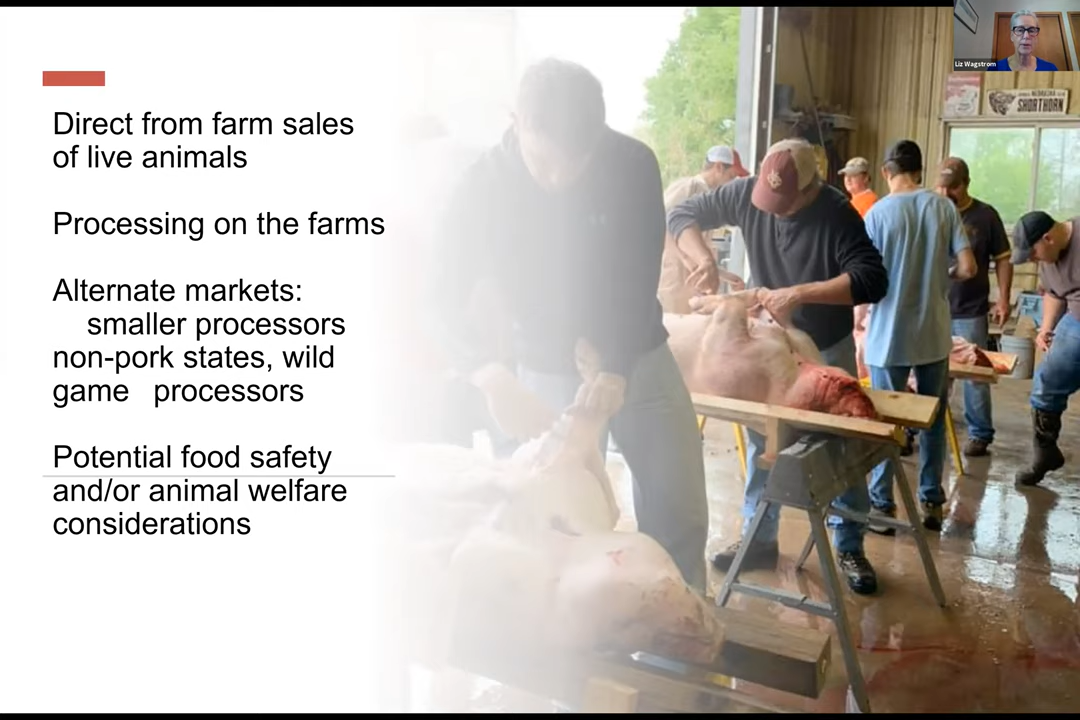 Direct from farm sales
of live animals
Processing on the farms
Alternate markets:
smaller processors
non-pork states, wild
game processors
Potential food safety
and/or animal welfare
considerations
Liz Wagstrom
SHORTHORN